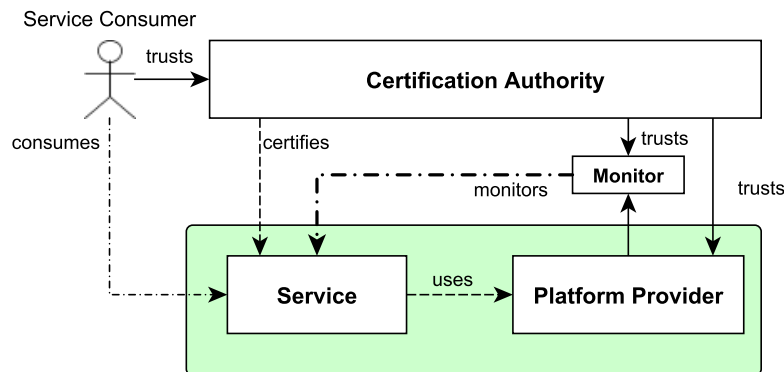 Service Consumer
trusts
Certification Authority
consumes
certifies
trusts
Monitor
monitors
trusts
Service
uses
Platform Provider